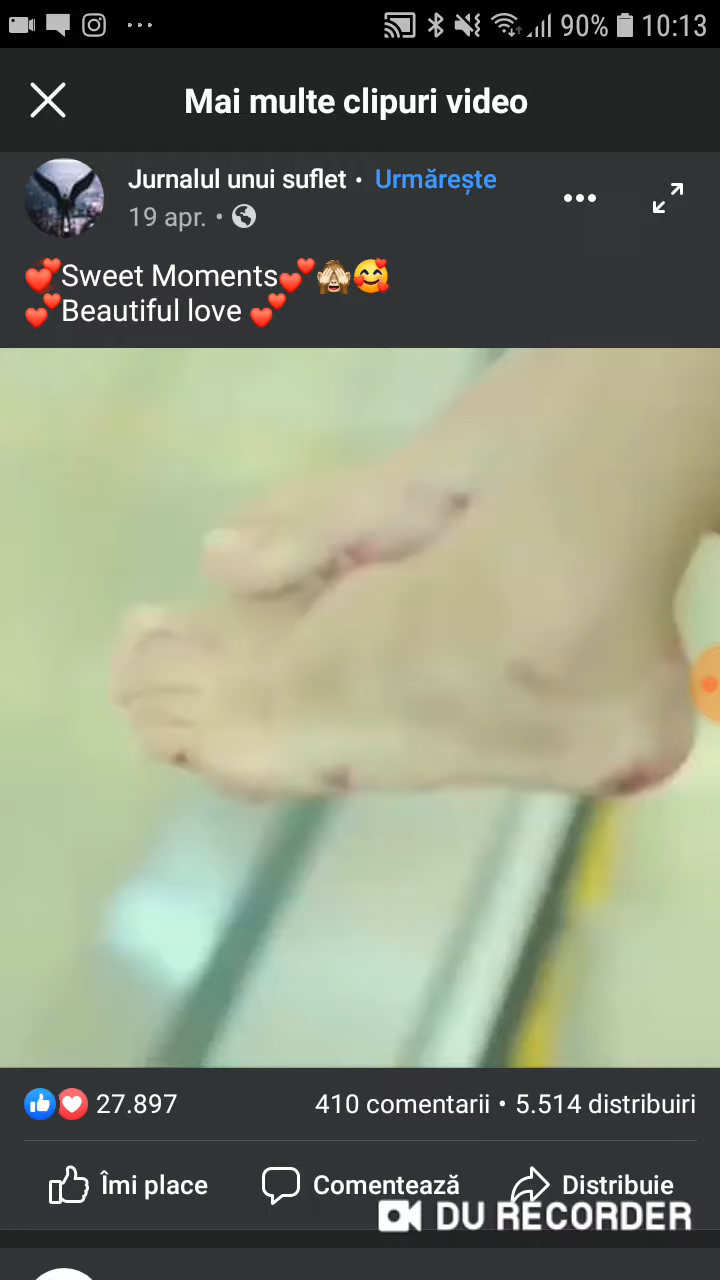 90% 10:13
Mai multe clipuri video
Jurnalul unui suflet • Urmărește
19 apr. •
💕Sweet Moments💕🙈🥰
💕Beautiful love 💕
27.897 410 comentarii • 5.514 distribuiri
Îmi place Comentează Distribuie
DU RECORDER